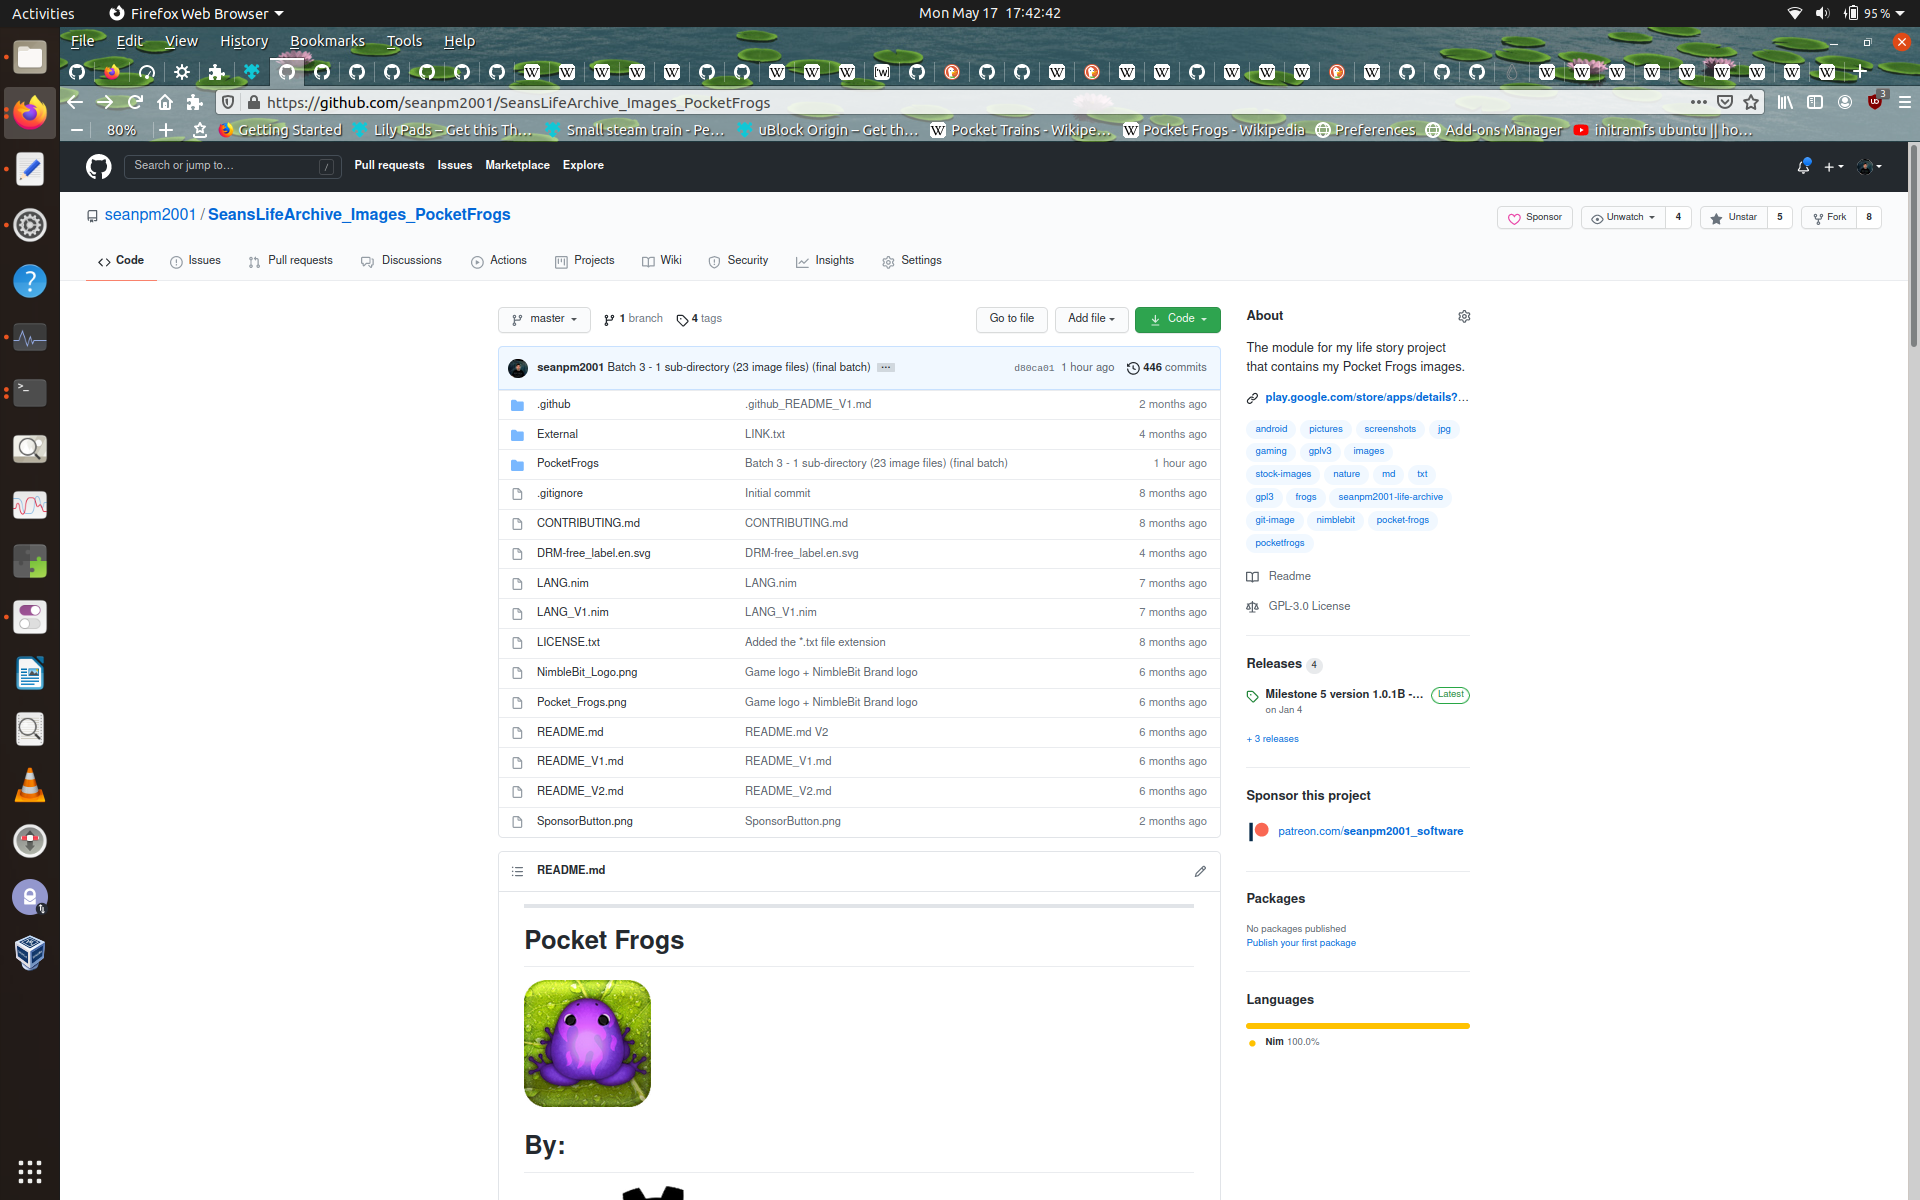 Activities
Firefox Web Browser
Mon May 17  17:42:42
95 %
File Edit View History Bookmarks Tools Help
https://github.com/seanpm2001/SeansLifeArchive_Images_PocketFrogs
3
80%
Getting Started
Lily Pads – Get this Th…
Small steam train - Pe…
uBlock Origin – Get th…
Pocket Trains - Wikipe…
Pocket Frogs - Wikipedia
Preferences
Add-ons Manager
initramfs ubuntu || ho…
Search or jump to…
/
Pull requests Issues Marketplace Explore
seanpm2001 / SeansLifeArchive_Images_PocketFrogs
Sponsor
Unwatch 4
Unstar 5
Fork 8
Code Issues Pull requests Discussions Actions Projects Wiki Security Insights Settings
master
1 branch
4 tags
Go to file
Add file
Code
seanpm2001 Batch 3 - 1 sub-directory (23 image files) (final batch) … d80ca01 1 hour ago 446 commits
.github .github_README_V1.md 2 months ago
External LINK.txt 4 months ago
PocketFrogs Batch 3 - 1 sub-directory (23 image files) (final batch) 1 hour ago
.gitignore Initial commit 8 months ago
CONTRIBUTING.md CONTRIBUTING.md 8 months ago
DRM-free_label.en.svg DRM-free_label.en.svg 4 months ago
LANG.nim LANG.nim 7 months ago
LANG_V1.nim LANG_V1.nim 7 months ago
LICENSE.txt Added the *.txt file extension 8 months ago
NimbleBit_Logo.png Game logo + NimbleBit Brand logo 6 months ago
Pocket_Frogs.png Game logo + NimbleBit Brand logo 6 months ago
README.md README.md V2 6 months ago
README_V1.md README_V1.md 6 months ago
README_V2.md README_V2.md 6 months ago
SponsorButton.png SponsorButton.png 2 months ago
README.md
Pocket Frogs
By:
About
The module for my life story project
that contains my Pocket Frogs images.
play.google.com/store/apps/details?…
android pictures screenshots jpg
gaming gplv3 images
stock-images nature md txt
gpl3 frogs seanpm2001-life-archive
git-image nimblebit pocket-frogs
pocketfrogs
Readme
GPL-3.0 License
Releases 4
Milestone 5 version 1.0.1B -… Latest
on Jan 4
+ 3 releases
Sponsor this project
patreon.com/seanpm2001_software
Packages
No packages published
Publish your first package
Languages
Nim 100.0%